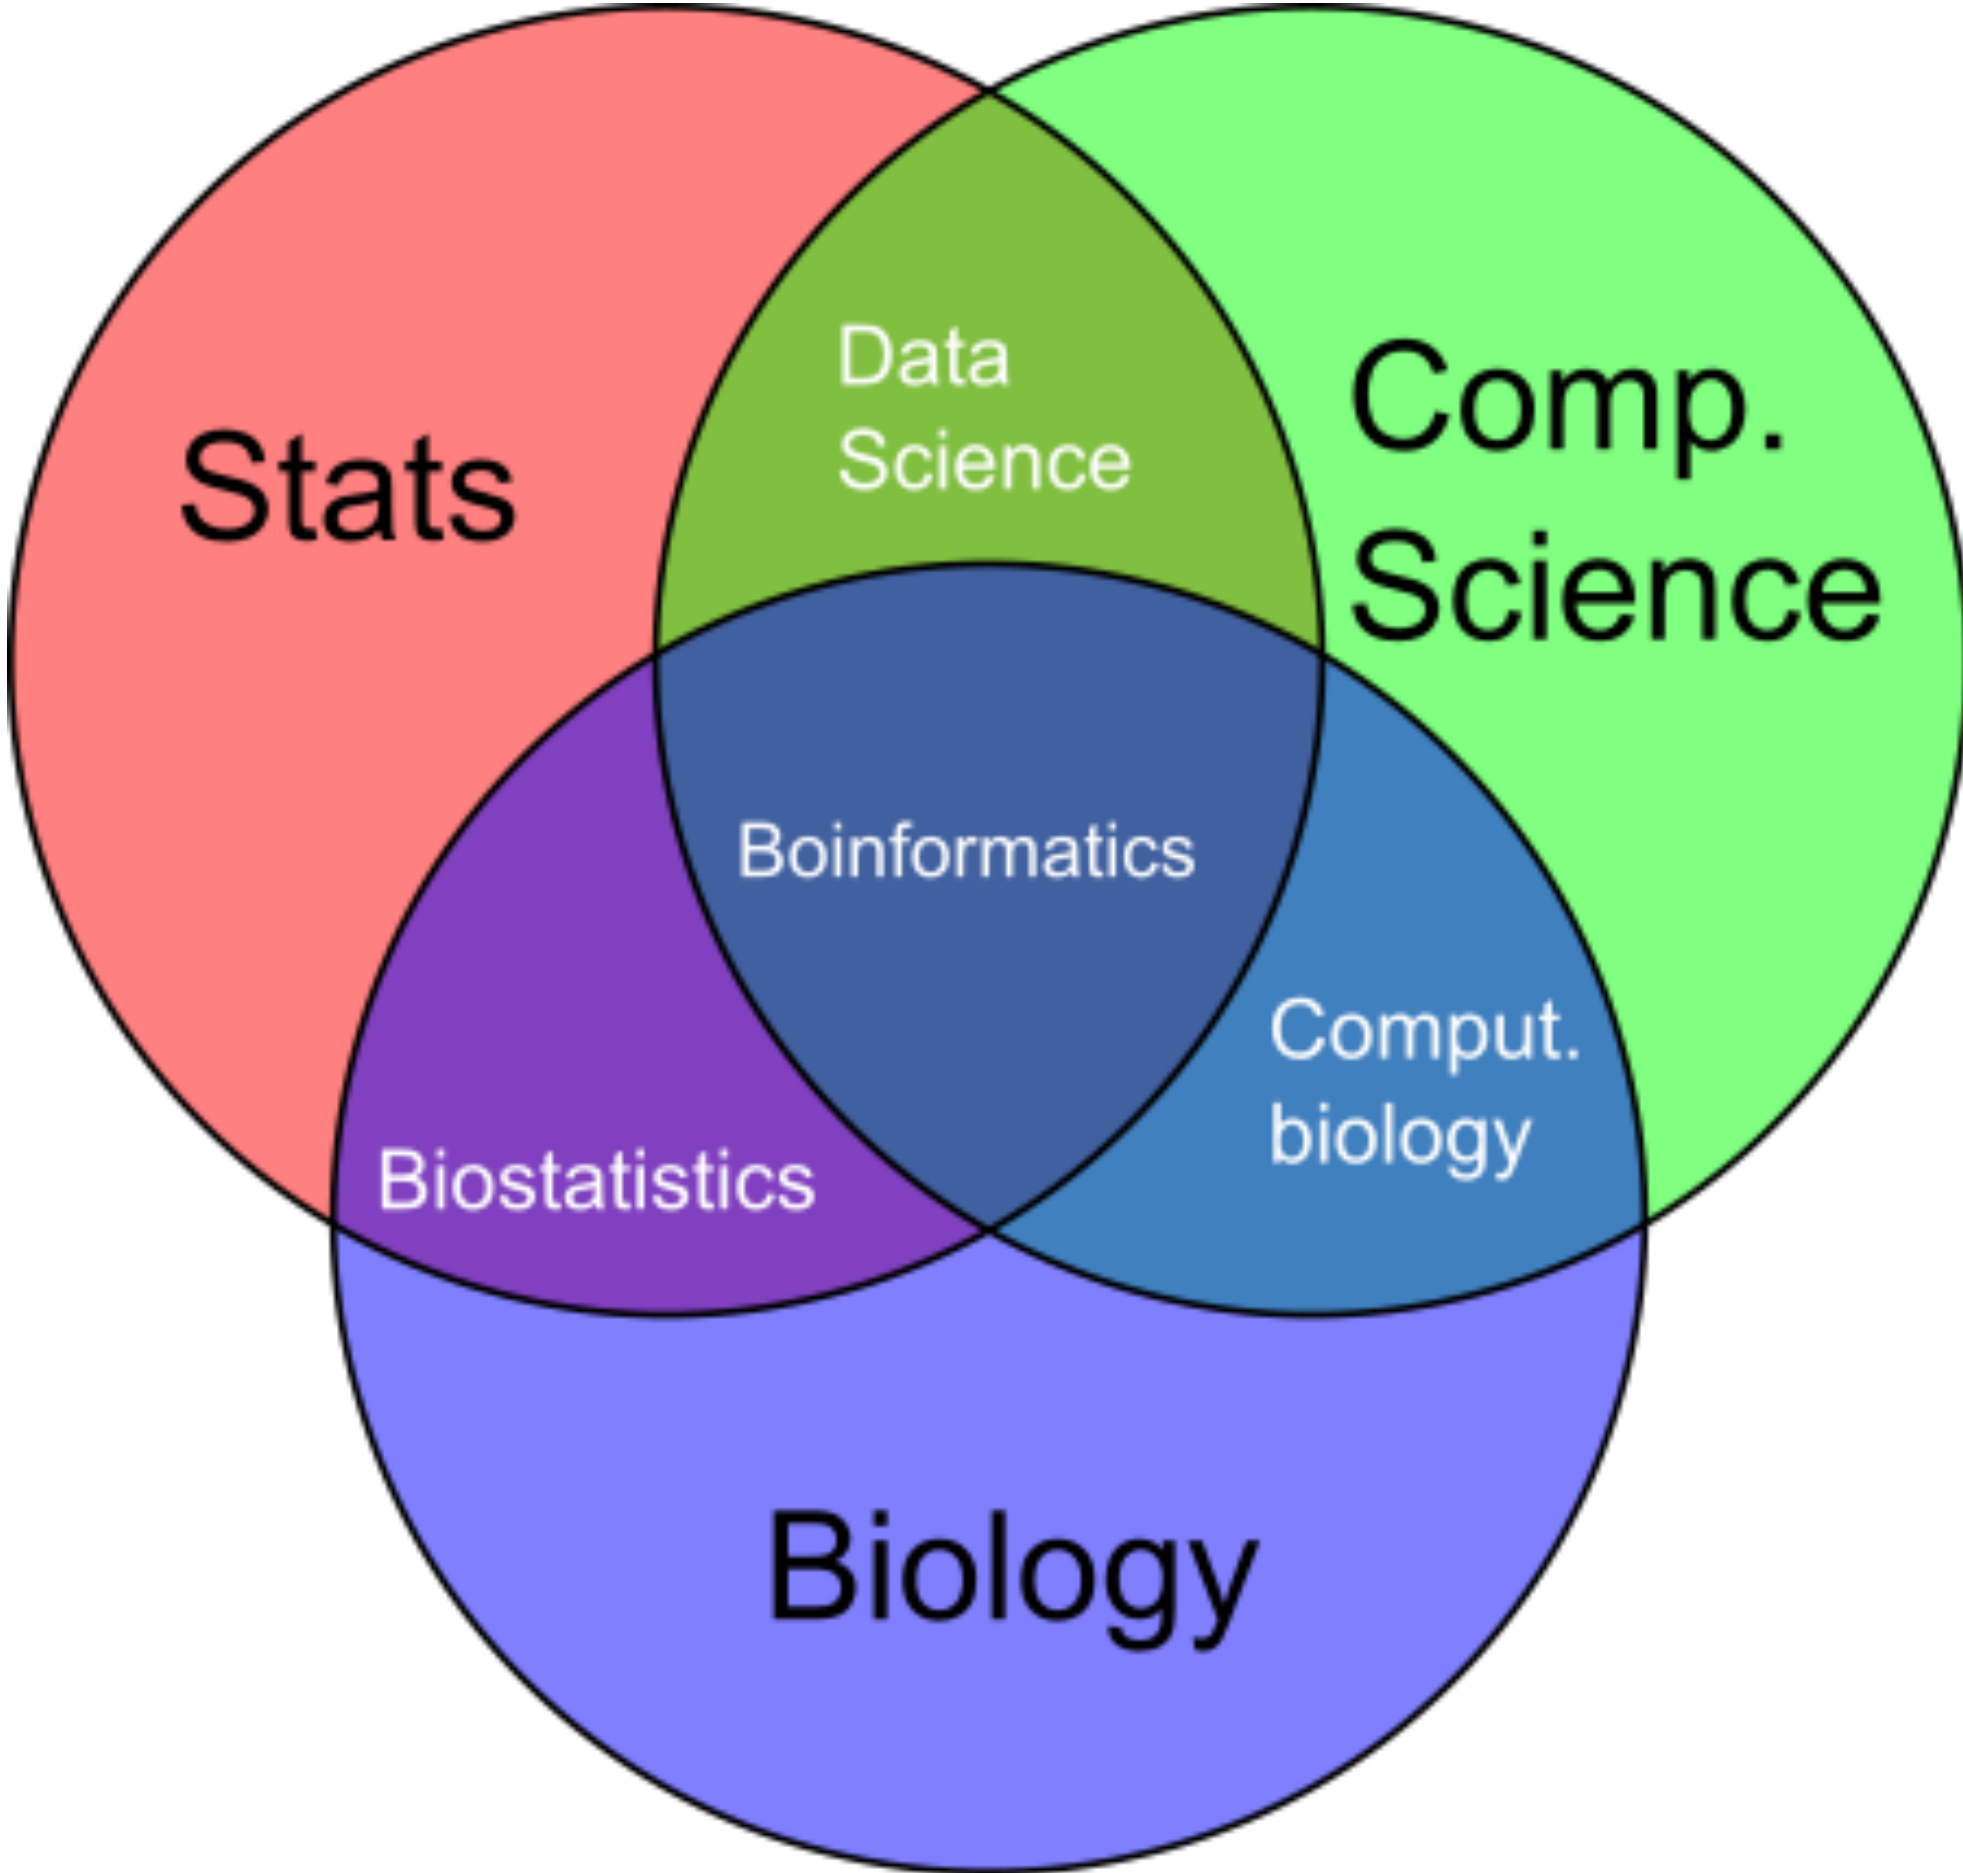 Data
Science
Comp.
Science
Stats
Boinformatics
Comput.
biology
Biostatistics
Biology